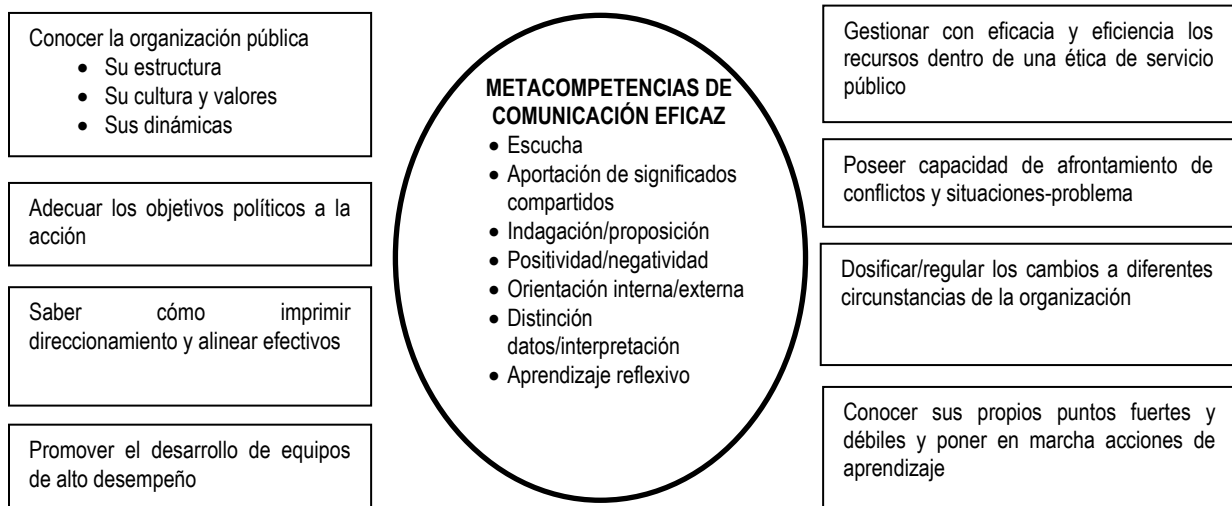 Conocer la organización pública
• Su estructura
• Su cultura y valores
• Sus dinámicas
Adecuar los objetivos políticos a la
acción
Saber cómo imprimir
direccionamiento y alinear efectivos
Promover el desarrollo de equipos
de alto desempeño
METACOMPETENCIAS DE
COMUNICACIÓN EFICAZ
• Escucha
• Aportación de significados
compartidos
• Indagación/proposición
• Positividad/negatividad
• Orientación interna/externa
• Distinción
datos/interpretación
• Aprendizaje reflexivo
Gestionar con eficacia y eficiencia los
recursos dentro de una ética de servicio
público
Poseer capacidad de afrontamiento de
conflictos y situaciones-problema
Dosificar/regular los cambios a diferentes
circunstancias de la organización
Conocer sus propios puntos fuertes y
débiles y poner en marcha acciones de
aprendizaje